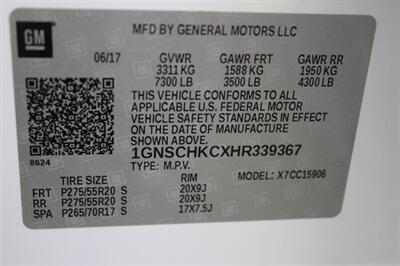 GM
MFD BY GENERAL MOTORS LLC
06/17 GVWR GAWR FRT GAWR RR
3311 KG 1588 KG 1950 KG
7300 LB 3500 LB 4300 LB
THIS VEHICLE CONFORMS TO ALL
APPLICABLE U.S. FEDERAL MOTOR
VEHICLE SAFETY STANDARDS IN EFFECT
ON THE DATE OF MANUFACTURE
SHOWN ABOVE.
8624
1GNSCHKCXHR339367
TYPE: M.P.V. MODEL: X7CC15906
TIRE SIZE RIM
FRT P275/55R20 S 20X9J
RR P275/55R20 S 20X9J
SPA P265/70R17 S 17X7.5J